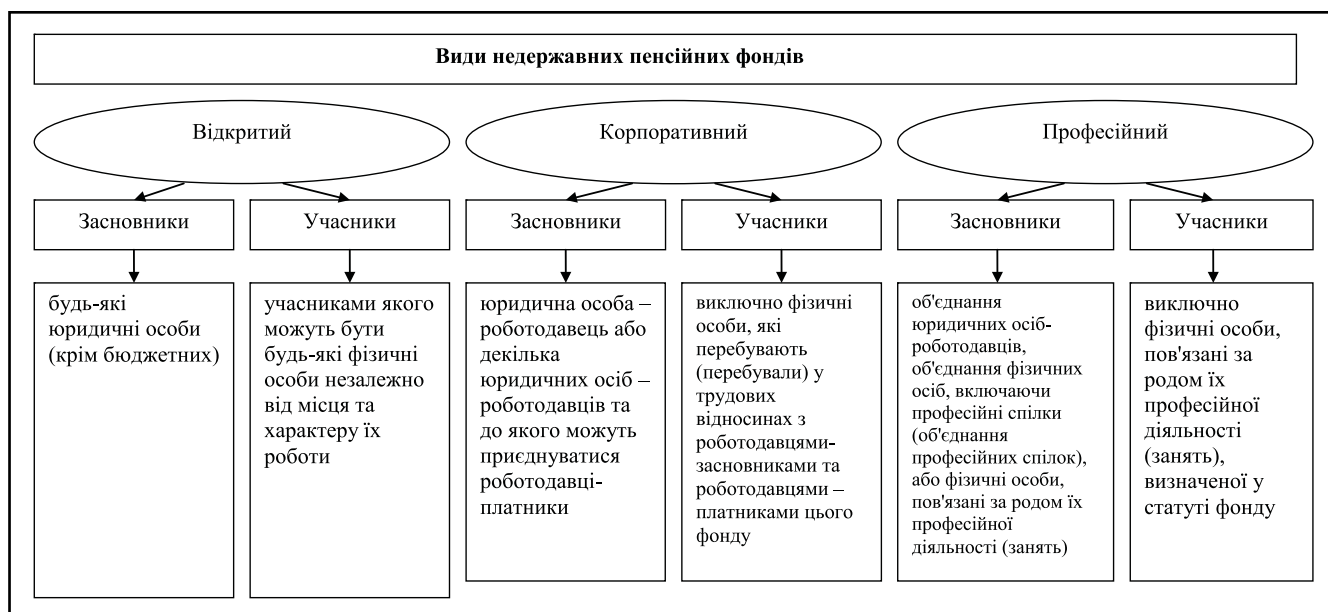 Види недержавних пенсійних фондів
Відкритий
Корпоративний
Професійний
Засновники
Учасники
Засновники
Учасники
Засновники
Учасники
будь-які
юридичні особи
(крім бюджетних)
учасниками якого
можуть бути
будь-які фізичні
особи незалежно
від місця та
характеру їх
роботи
юридична особа –
роботодавець або
декілька
юридичних осіб –
роботодавців та
до якого можуть
приєднуватися
роботодавці-
платники
виключно фізичні
особи, які
перебувають
(перебували) у
трудових
відносинах з
роботодавцями-
засновниками та
роботодавцями –
платниками цього
фонду
об'єднання
юридичних осіб-
роботодавців,
об'єднання фізичних
осіб, включаючи
професійні спілки
(об'єднання
професійних спілок),
або фізичні особи,
пов'язані за родом їх
професійної
діяльності (занять)
виключно
фізичні особи,
пов'язані за
родом їх
професійної
діяльності
(занять),
визначеної у
статуті фонду